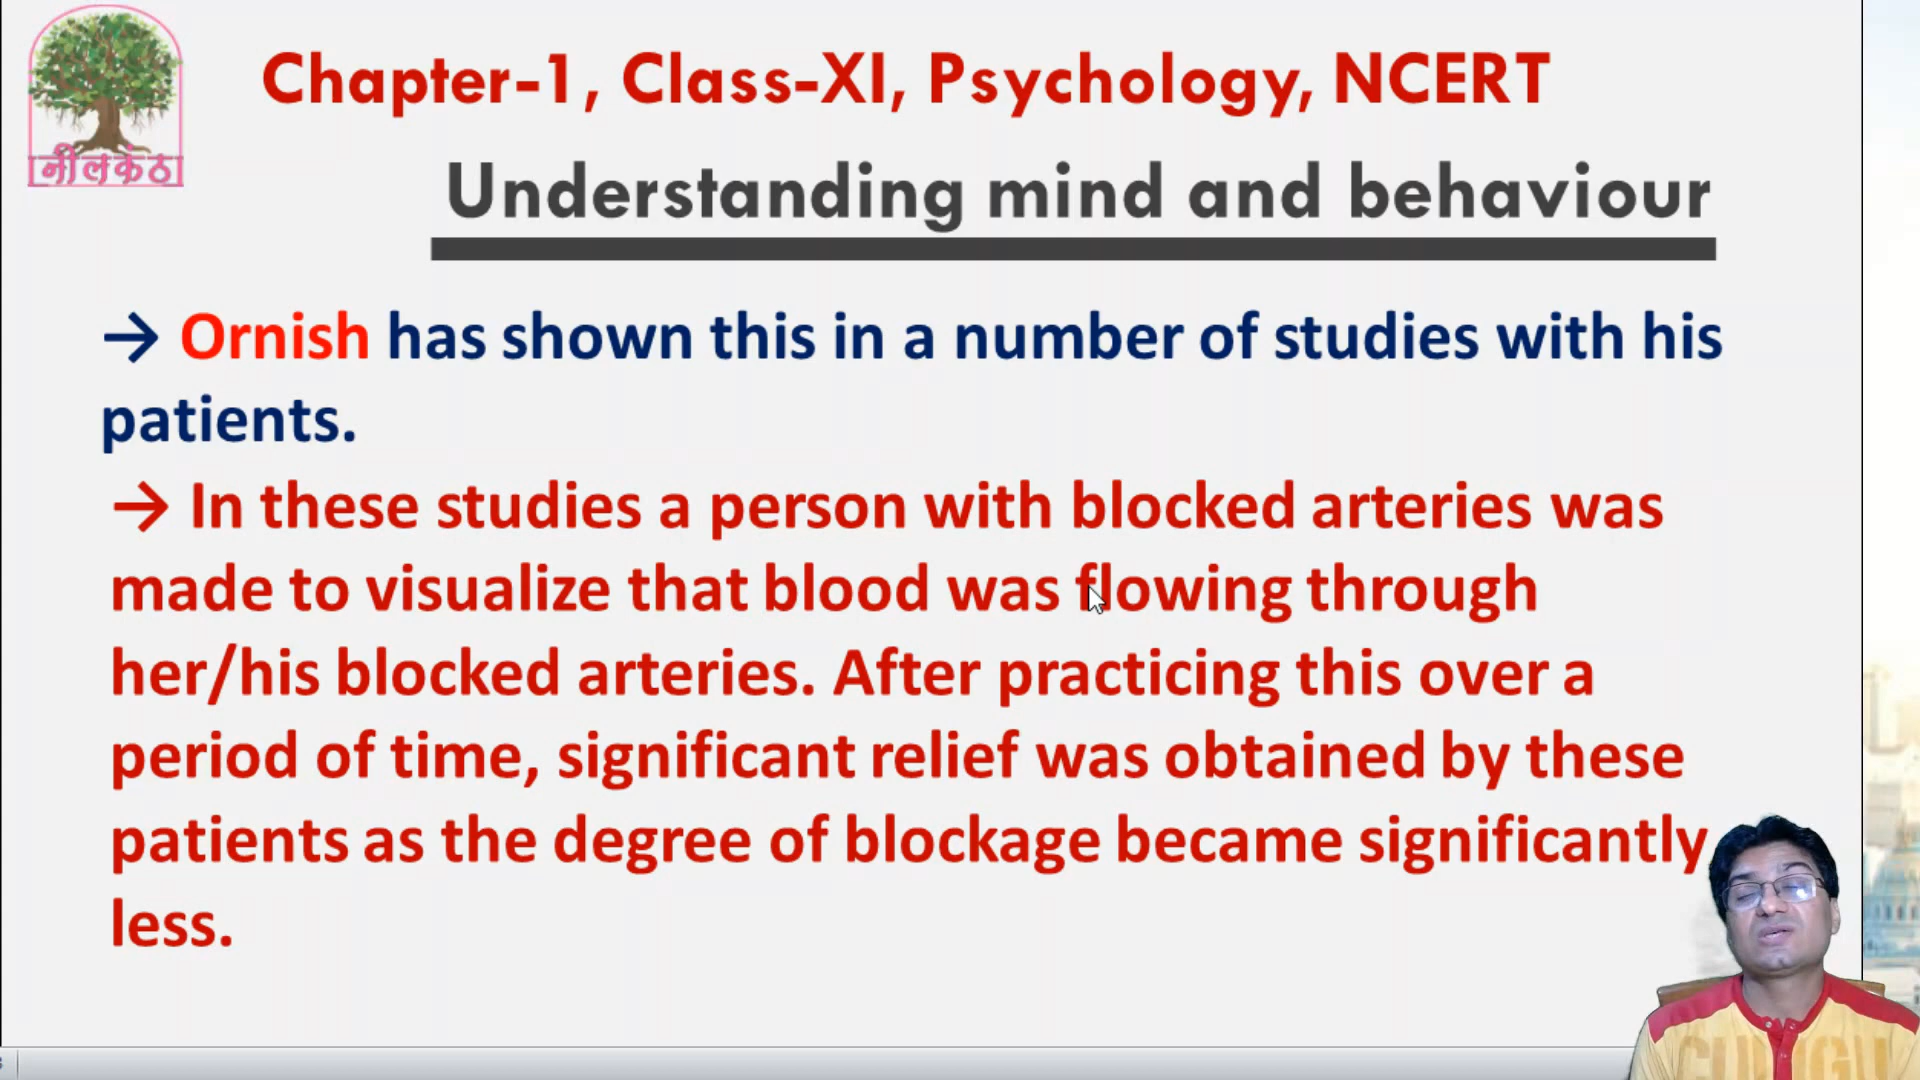 Chapter-1, Class-XI, Psychology, NCERT
नीलकंठ
Understanding mind and behaviour
→ Ornish has shown this in a number of studies with his
patients.
→ In these studies a person with blocked arteries was
made to visualize that blood was flowing through
her/his blocked arteries. After practicing this over a
period of time, significant relief was obtained by these
patients as the degree of blockage became significantly
less.